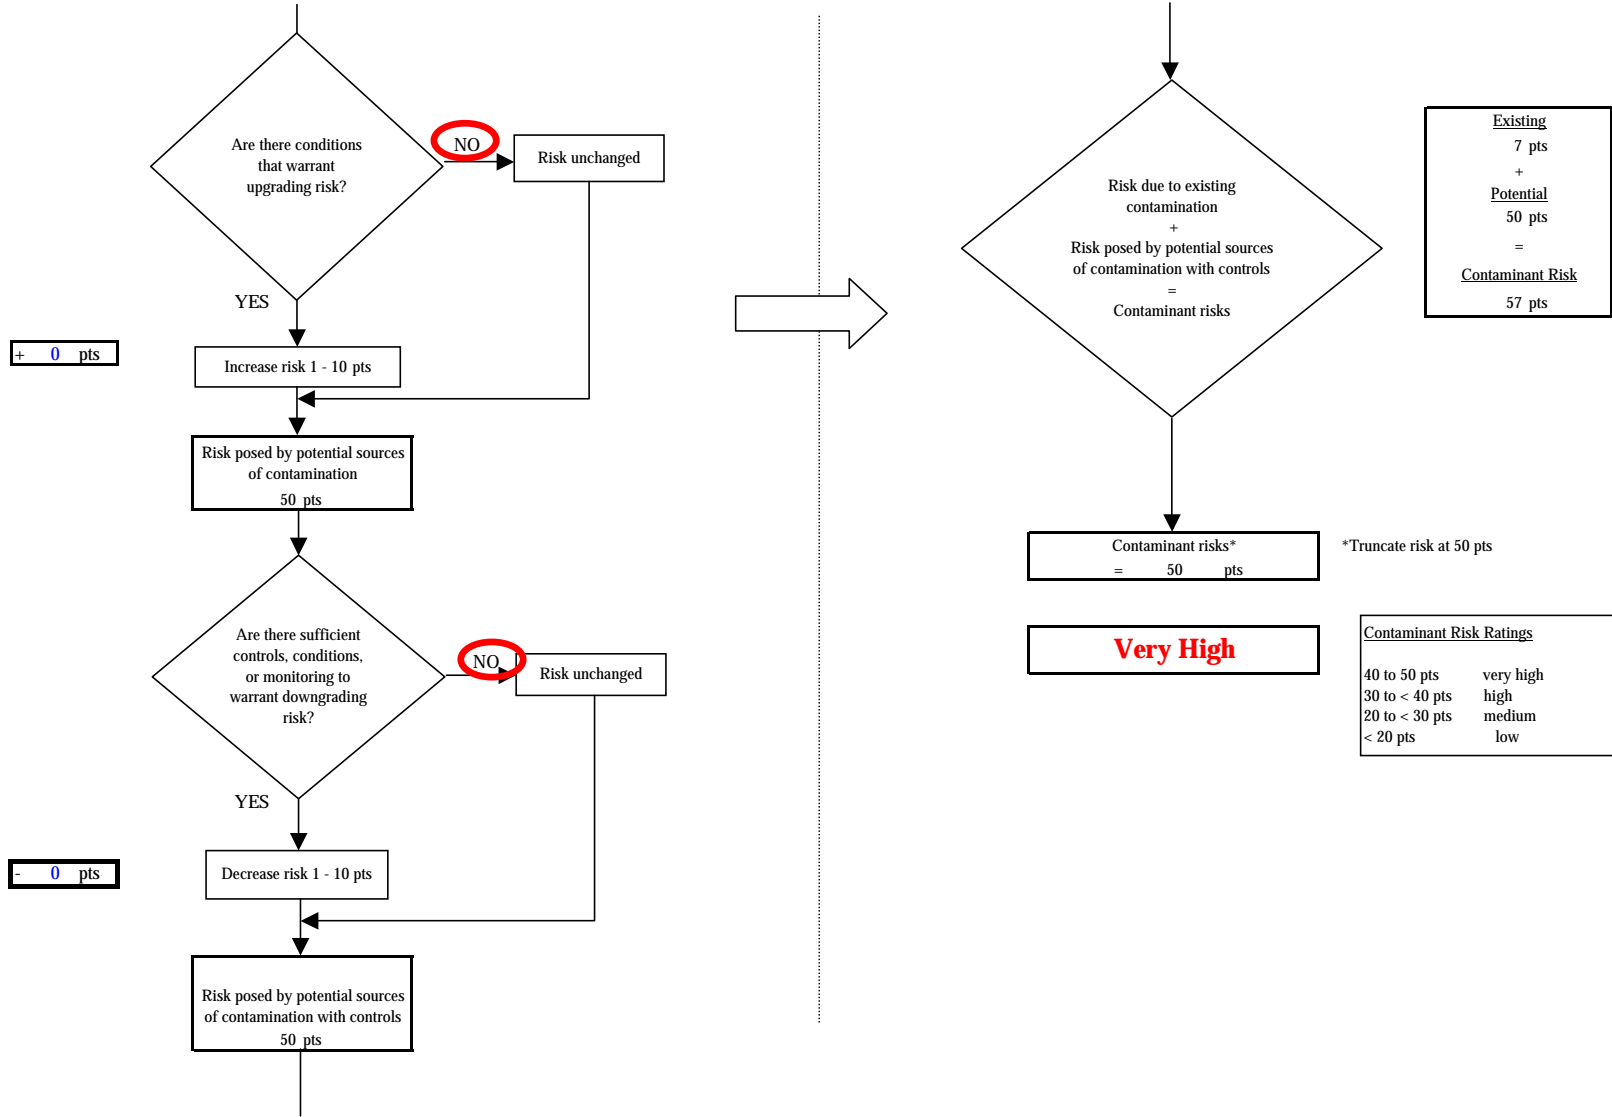 Are there conditions
that warrant
upgrading risk?
NO
Risk unchanged
YES
+ 0 pts
Increase risk 1 - 10 pts
Risk posed by potential sources
of contamination
50 pts
Are there sufficient
controls, conditions,
or monitoring to
warrant downgrading
risk?
NO
Risk unchanged
YES
- 0 pts
Decrease risk 1 - 10 pts
Risk posed by potential sources
of contamination with controls
50 pts
Risk due to existing
contamination
+
Risk posed by potential sources
of contamination with controls
=
Contaminant risks
Existing
7 pts
+
Potential
50 pts
=
Contaminant Risk
57 pts
Contaminant risks*
= 50 pts
*Truncate risk at 50 pts
Very High
Contaminant Risk Ratings
40 to 50 pts very high
30 to < 40 pts high
20 to < 30 pts medium
< 20 pts low